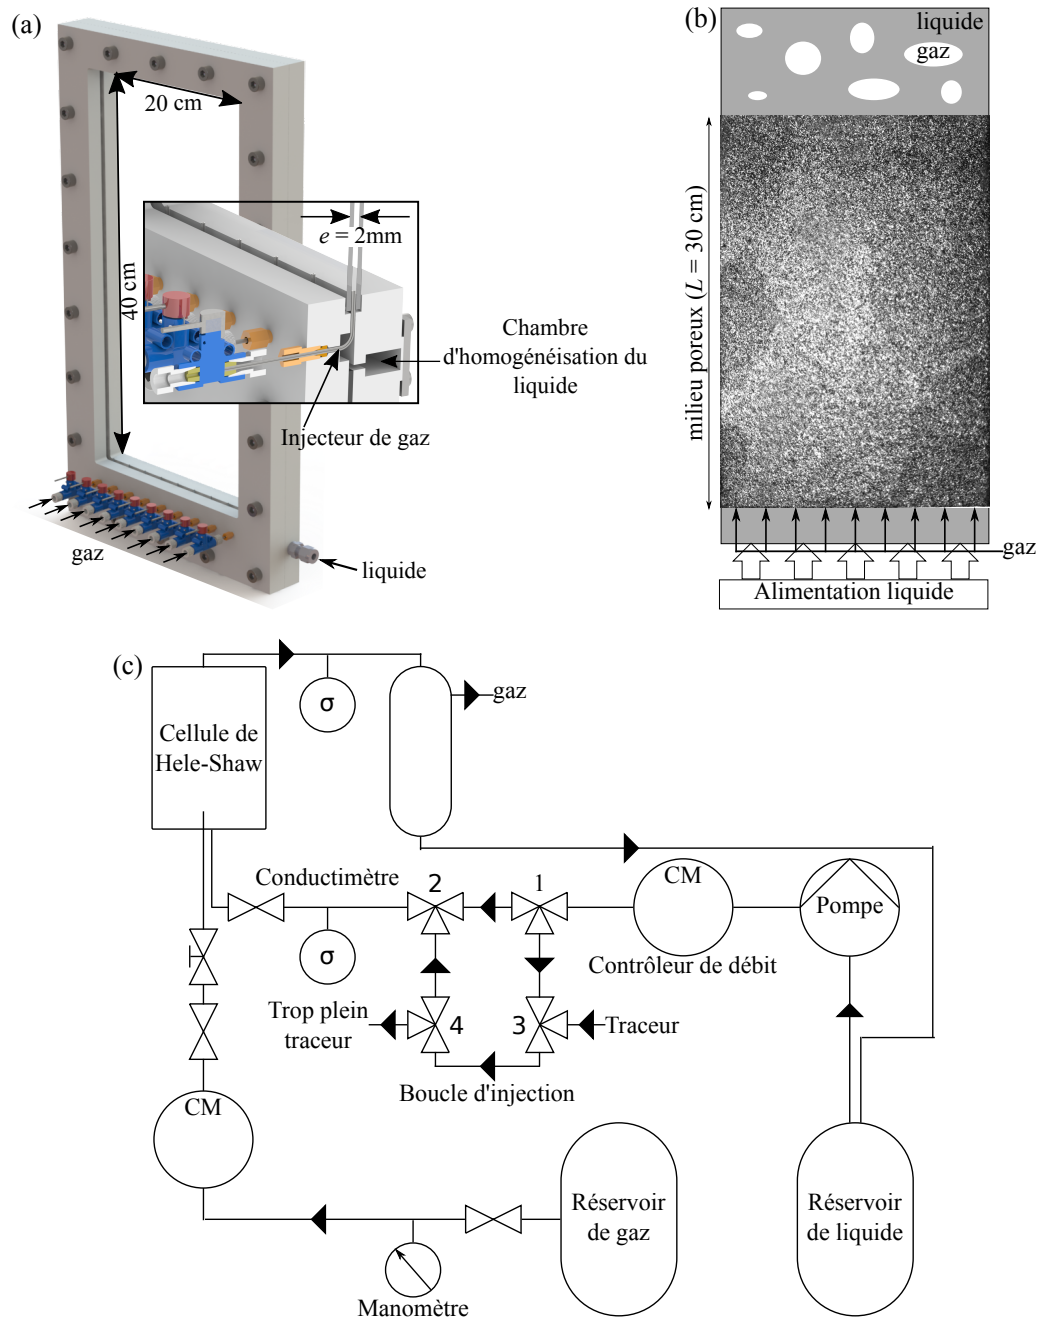 (a)
20 cm
40 cm
e = 2mm
Chambre
d'homogénéisation du
liquide
Injecteur de gaz
gaz
liquide
(b)
liquide
gaz
milieu poreux (L = 30 cm)
gaz
Alimentation liquide
(c)
σ
gaz
Cellule de
Hele-Shaw
Conductimètre
2
1
CM
Pompe
σ
Contrôleur de débit
Trop plein
traceur
4
3
Traceur
Boucle d'injection
CM
Réservoir
de gaz
Réservoir
de liquide
Manomètre